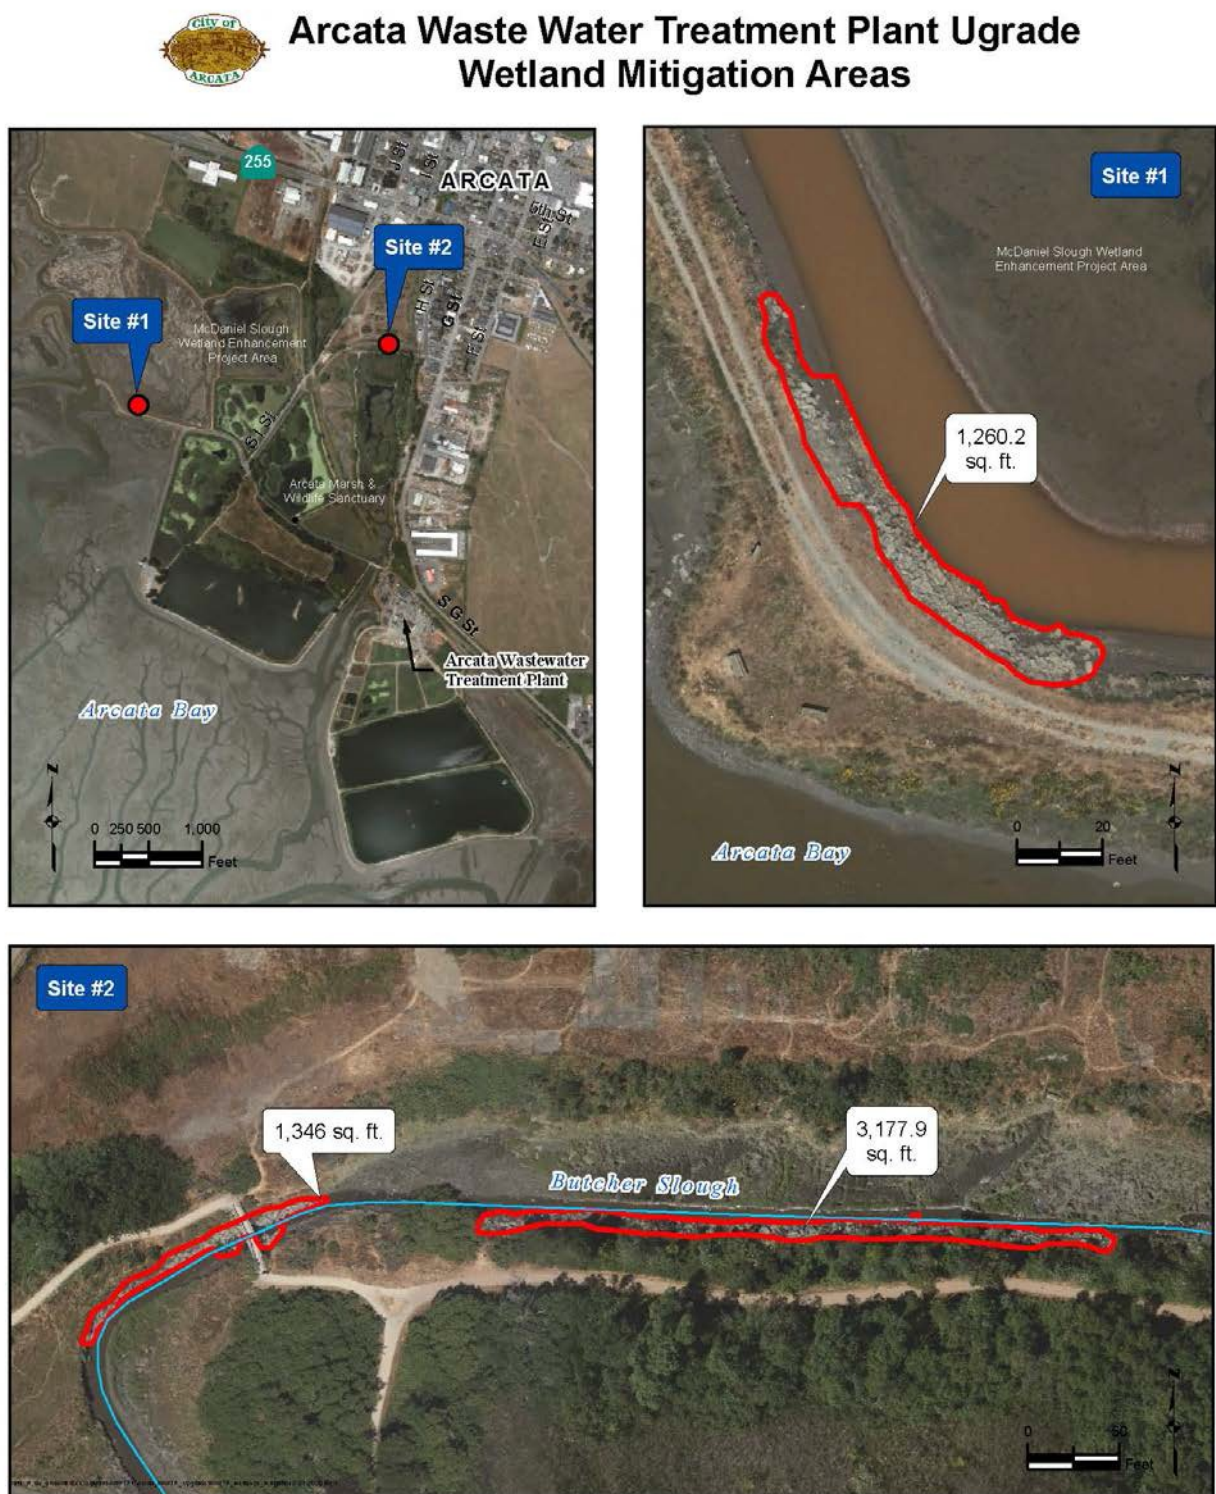 City of
ARCATA
Arcata Waste Water Treatment Plant Ugrade
Wetland Mitigation Areas
255
J St
I St
ARCATA
5th St
E St
Site #2
H St
G St
F St
Site #1
McDaniel Slough
Wetland Enhancement
Project Area
S I St
Arcata Marsh &
Wildlife Sanctuary
S G St
Arcata Wastewater
Treatment Plant
Arcata Bay
N
0 250 500 1,000
Feet
Site #1
McDaniel Slough Wetland
Enhancement Project Area
1,260.2
sq. ft.
Arcata Bay
N
0 20
Feet
Site #2
1,346 sq. ft.
3,177.9
sq. ft.
Butcher Slough
N
0 50
Feet